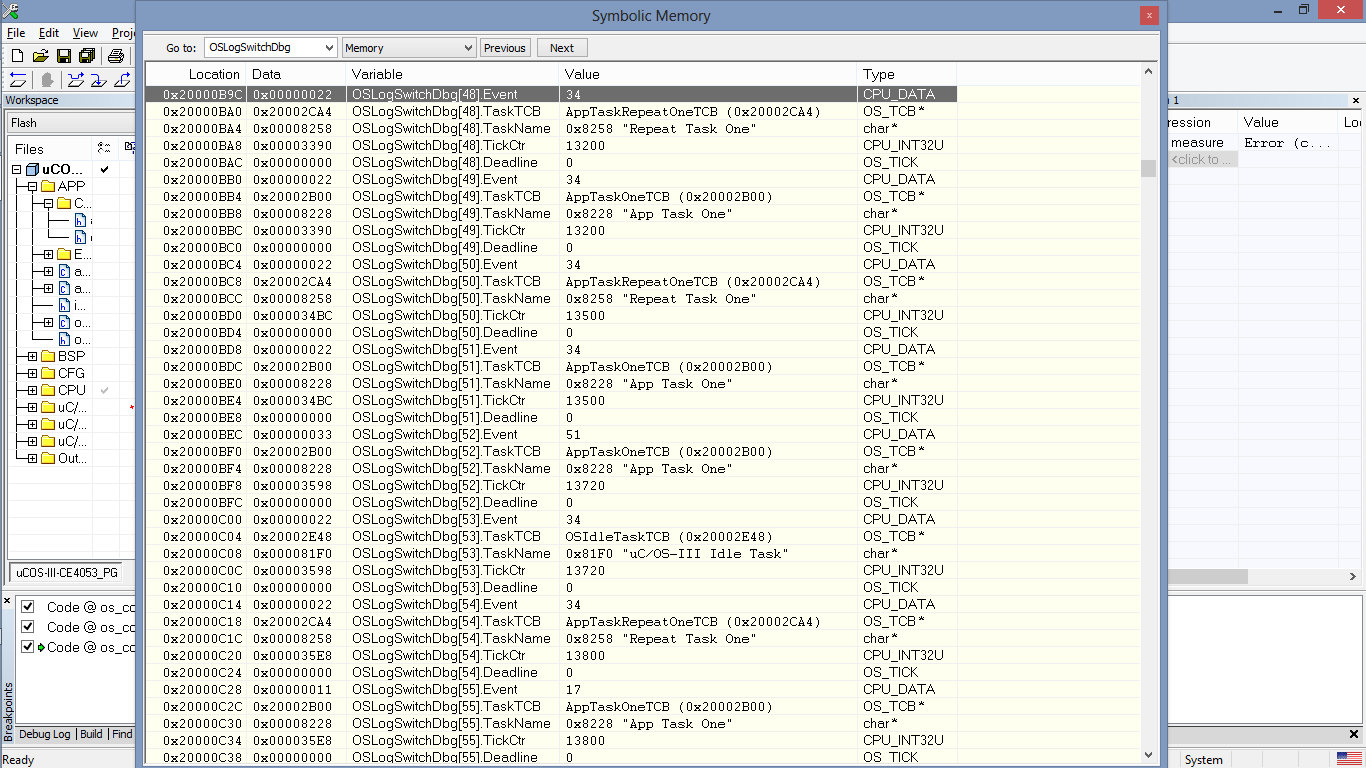 Symbolic Memory
File Edit View Proj
Go to: OSLogSwitchDbg Memory Previous Next
Workspace
Flash
Files
uCO...
APP
C...
E...
a...
a...
i...
o...
o...
BSP
CFG
CPU
uC/...
uC/...
uC/...
Out...
uCOS-III-CE4053_PG
Location Data Variable Value Type
0x20000B9C 0x00000022 OSLogSwitchDbg[48].Event 34 CPU_DATA
0x20000BA0 0x20002CA4 OSLogSwitchDbg[48].TaskTCB AppTaskRepeatOneTCB (0x20002CA4) OS_TCB*
0x20000BA4 0x00008258 OSLogSwitchDbg[48].TaskName 0x8258 "Repeat Task One" char*
0x20000BA8 0x00003390 OSLogSwitchDbg[48].TickCtr 13200 CPU_INT32U
0x20000BAC 0x00000000 OSLogSwitchDbg[48].Deadline 0 OS_TICK
0x20000BB0 0x00000022 OSLogSwitchDbg[49].Event 34 CPU_DATA
0x20000BB4 0x20002B00 OSLogSwitchDbg[49].TaskTCB AppTaskOneTCB (0x20002B00) OS_TCB*
0x20000BB8 0x00008228 OSLogSwitchDbg[49].TaskName 0x8228 "App Task One" char*
0x20000BBC 0x00003390 OSLogSwitchDbg[49].TickCtr 13200 CPU_INT32U
0x20000BC0 0x00000000 OSLogSwitchDbg[49].Deadline 0 OS_TICK
0x20000BC4 0x00000022 OSLogSwitchDbg[50].Event 34 CPU_DATA
0x20000BC8 0x20002CA4 OSLogSwitchDbg[50].TaskTCB AppTaskRepeatOneTCB (0x20002CA4) OS_TCB*
0x20000BCC 0x00008258 OSLogSwitchDbg[50].TaskName 0x8258 "Repeat Task One" char*
0x20000BD0 0x000034BC OSLogSwitchDbg[50].TickCtr 13500 CPU_INT32U
0x20000BD4 0x00000000 OSLogSwitchDbg[50].Deadline 0 OS_TICK
0x20000BD8 0x00000022 OSLogSwitchDbg[51].Event 34 CPU_DATA
0x20000BDC 0x20002B00 OSLogSwitchDbg[51].TaskTCB AppTaskOneTCB (0x20002B00) OS_TCB*
0x20000BE0 0x00008228 OSLogSwitchDbg[51].TaskName 0x8228 "App Task One" char*
0x20000BE4 0x000034BC OSLogSwitchDbg[51].TickCtr 13500 CPU_INT32U
0x20000BE8 0x00000000 OSLogSwitchDbg[51].Deadline 0 OS_TICK
0x20000BEC 0x00000033 OSLogSwitchDbg[52].Event 51 CPU_DATA
0x20000BF0 0x20002B00 OSLogSwitchDbg[52].TaskTCB AppTaskOneTCB (0x20002B00) OS_TCB*
0x20000BF4 0x00008228 OSLogSwitchDbg[52].TaskName 0x8228 "App Task One" char*
0x20000BF8 0x00003598 OSLogSwitchDbg[52].TickCtr 13720 CPU_INT32U
0x20000BFC 0x00000000 OSLogSwitchDbg[52].Deadline 0 OS_TICK
0x20000C00 0x00000022 OSLogSwitchDbg[53].Event 34 CPU_DATA
0x20000C04 0x20002E48 OSLogSwitchDbg[53].TaskTCB OSIdleTaskTCB (0x20002E48) OS_TCB*
0x20000C08 0x000081F0 OSLogSwitchDbg[53].TaskName 0x81F0 "uC/OS-III Idle Task" char*
0x20000C0C 0x00003598 OSLogSwitchDbg[53].TickCtr 13720 CPU_INT32U
0x20000C10 0x00000000 OSLogSwitchDbg[53].Deadline 0 OS_TICK
0x20000C14 0x00000022 OSLogSwitchDbg[54].Event 34 CPU_DATA
0x20000C18 0x20002CA4 OSLogSwitchDbg[54].TaskTCB AppTaskRepeatOneTCB (0x20002CA4) OS_TCB*
0x20000C1C 0x00008258 OSLogSwitchDbg[54].TaskName 0x8258 "Repeat Task One" char*
0x20000C20 0x000035E8 OSLogSwitchDbg[54].TickCtr 13800 CPU_INT32U
0x20000C24 0x00000000 OSLogSwitchDbg[54].Deadline 0 OS_TICK
0x20000C28 0x00000011 OSLogSwitchDbg[55].Event 17 CPU_DATA
0x20000C2C 0x20002B00 OSLogSwitchDbg[55].TaskTCB AppTaskOneTCB (0x20002B00) OS_TCB*
0x20000C30 0x00008228 OSLogSwitchDbg[55].TaskName 0x8228 "App Task One" char*
0x20000C34 0x000035E8 OSLogSwitchDbg[55].TickCtr 13800 CPU_INT32U
0x20000C38 0x00000000 OSLogSwitchDbg[55].Deadline 0 OS_TICK
1
ression Value Loc
measure Error (c...
<click to ...
Code @ os_co
Code @ os_co
Code @ os_co
Breakpoints
Debug Log Build Find
Ready
System